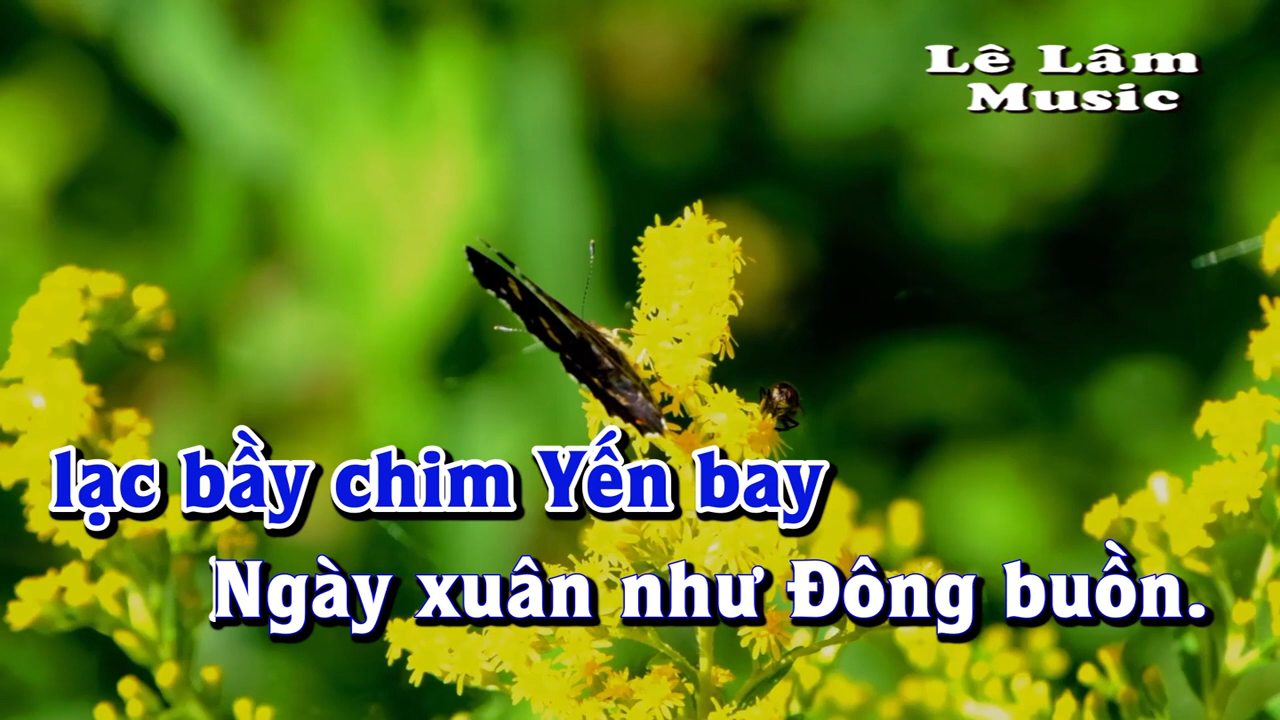 Lê Lâm
Music
lạc bầy chim Yến bay
Ngày xuân như Đông buồn.